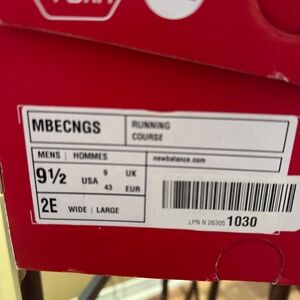 MBECNGS
RUNNING
COURSE
MENS | HOMMES
newbalance.com
9½ USA 9 UK
43 EUR
2E WIDE | LARGE
LPN N 26305 1030